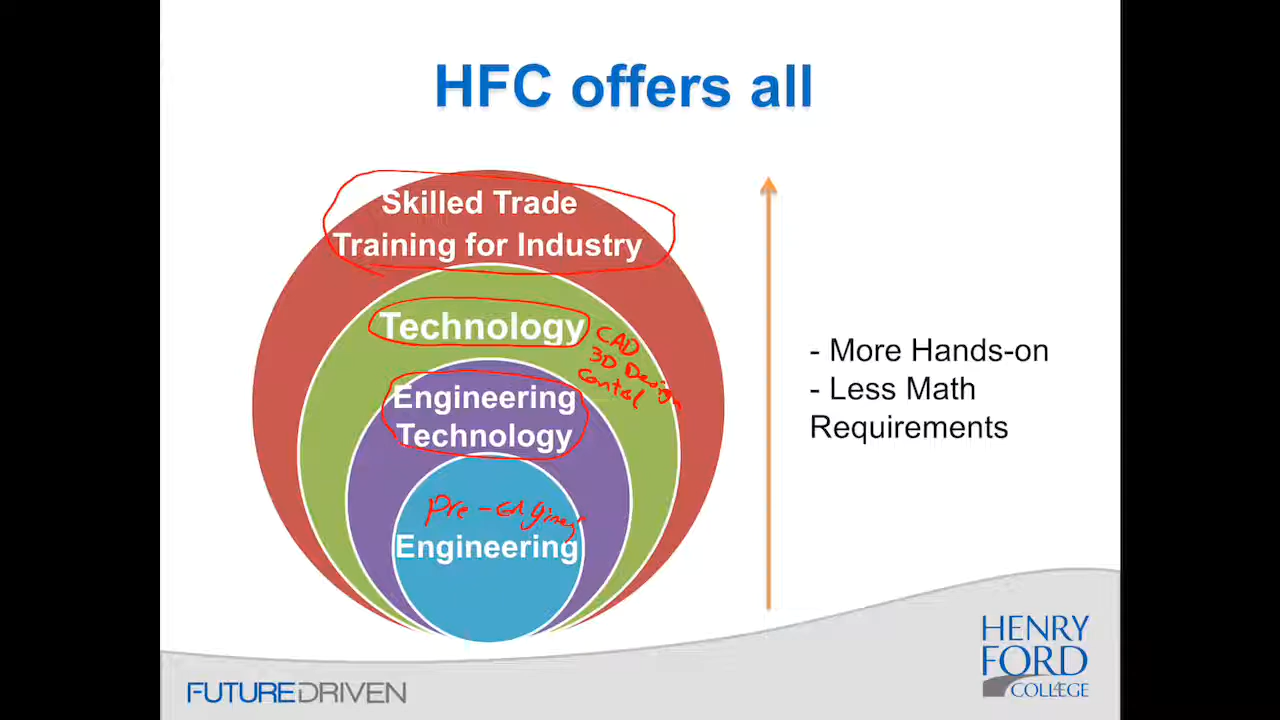 HFC offers all
Skilled Trade
Training for Industry
Technology
CAD
3D Design
Control
Engineering
Technology
Pre-
Engineering
- More Hands-on
- Less Math
Requirements
FUTUREDRIVEN
HENRY
FORD
COLLEGE